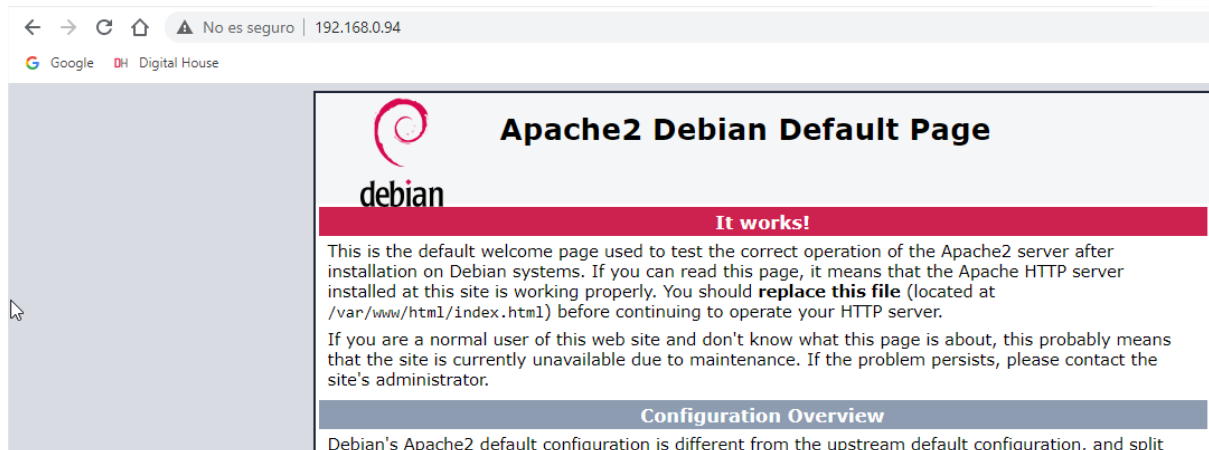 No es seguro | 192.168.0.94
Google DH Digital House
Apache2 Debian Default Page
debian
It works!
This is the default welcome page used to test the correct operation of the Apache2 server after
installation on Debian systems. If you can read this page, it means that the Apache HTTP server
installed at this site is working properly. You should replace this file (located at
/var/www/html/index.html) before continuing to operate your HTTP server.
If you are a normal user of this web site and don't know what this page is about, this probably means
that the site is currently unavailable due to maintenance. If the problem persists, please contact the
site's administrator.
Configuration Overview
Debian's Apache2 default configuration is different from the upstream default configuration, and split